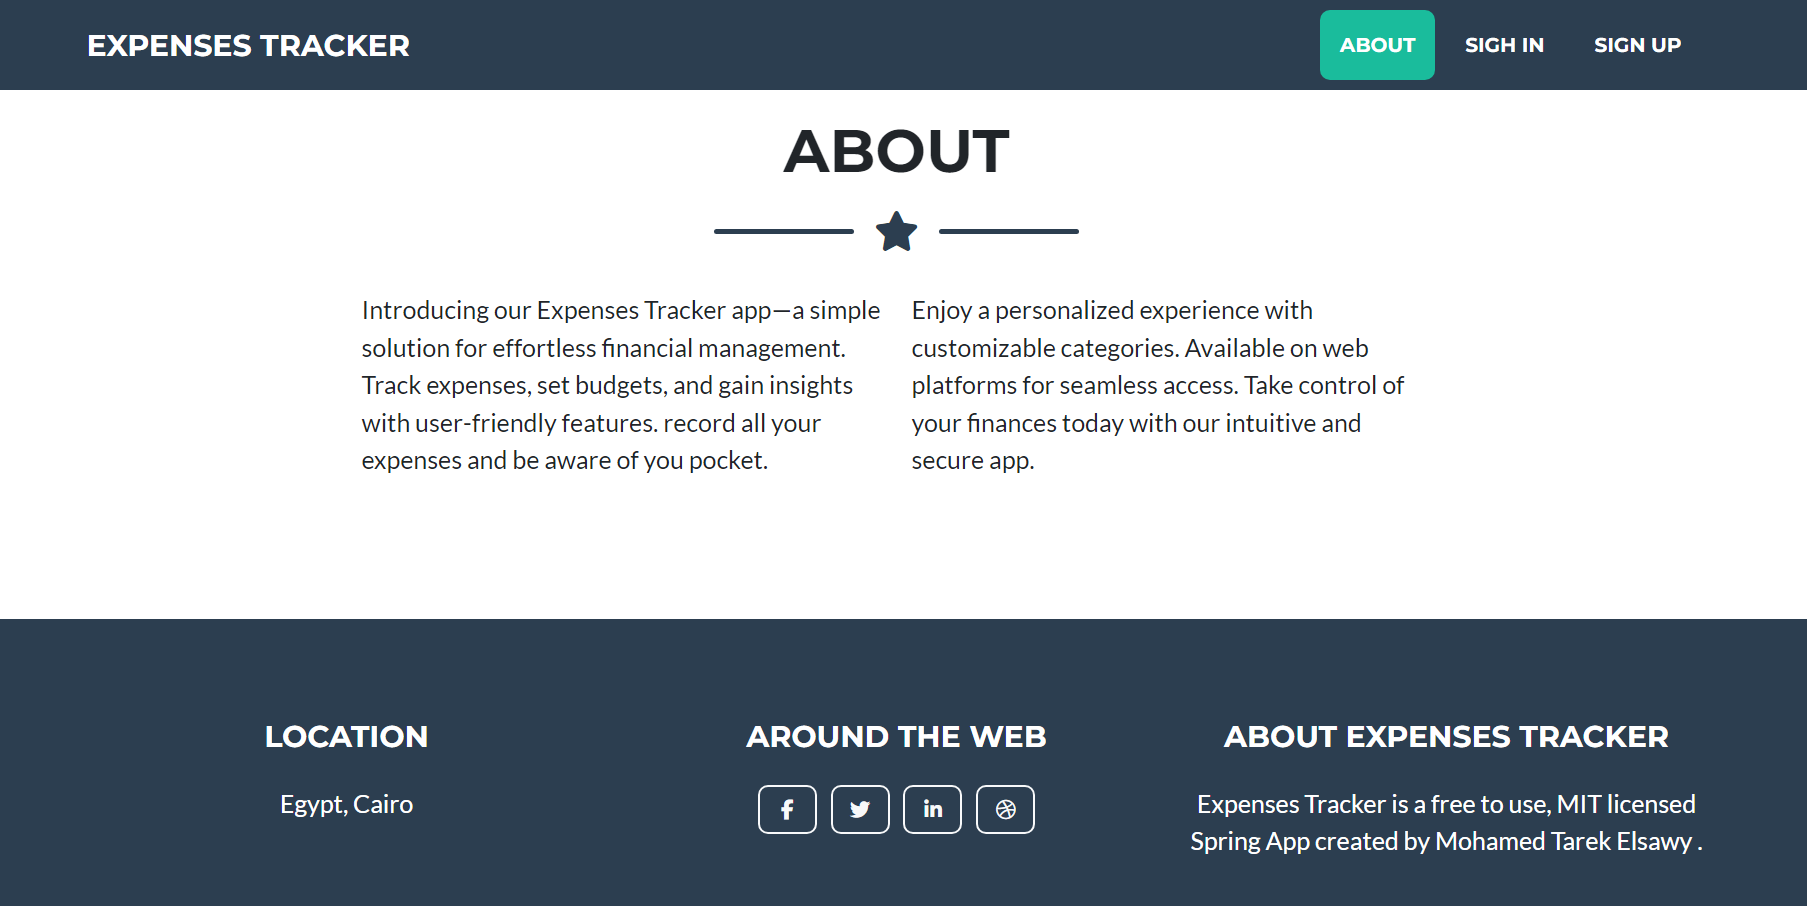 EXPENSES TRACKER
ABOUT
SIGH IN
SIGN UP
ABOUT
Introducing our Expenses Tracker app—a simple
solution for effortless financial management.
Track expenses, set budgets, and gain insights
with user-friendly features. record all your
expenses and be aware of you pocket.
Enjoy a personalized experience with
customizable categories. Available on web
platforms for seamless access. Take control of
your finances today with our intuitive and
secure app.
LOCATION
Egypt, Cairo
AROUND THE WEB
ABOUT EXPENSES TRACKER
Expenses Tracker is a free to use, MIT licensed
Spring App created by Mohamed Tarek Elsawy .